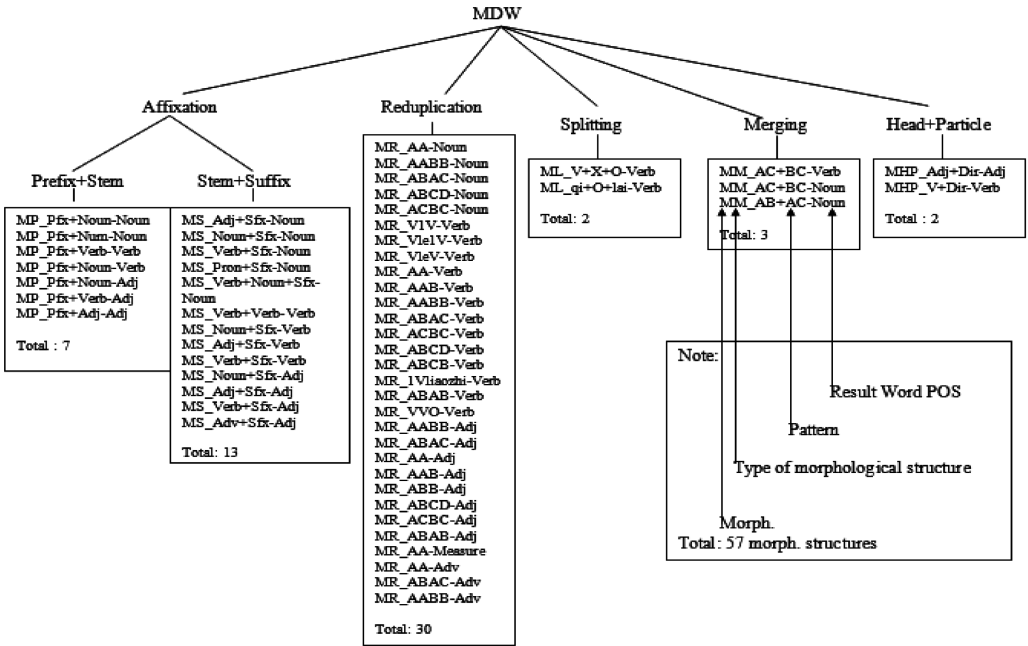 MDW
Affixation
Reduplication
Splitting
Merging
Head+Particle
Prefix+Stem
Stem+Suffix
MP_Pfx+Noun-Noun
MP_Pfx+Num-Noun
MP_Pfx+Verb-Verb
MP_Pfx+Noun-Verb
MP_Pfx+Noun-Adj
MP_Pfx+Verb-Adj
MP_Pfx+Adj-Adj
Total : 7
MS_Adj+Sfx-Noun
MS_Noun+Sfx-Noun
MS_Verb+Sfx-Noun
MS_Pron+Sfx-Noun
MS_Verb+Noun+Sfx-
Noun
MS_Verb+Verb-Verb
MS_Noun+Sfx-Verb
MS_Adj+Sfx-Verb
MS_Verb+Sfx-Verb
MS_Noun+Sfx-Adj
MS_Adj+Sfx-Adj
MS_Verb+Sfx-Adj
MS_Adv+Sfx-Adj
Total: 13
MR_AA-Noun
MR_AABB-Noun
MR_ABAC-Noun
MR_ABCD-Noun
MR_ACBC-Noun
MR_V1V-Verb
MR_Vle1V-Verb
MR_VleV-Verb
MR_AA-Verb
MR_AAB-Verb
MR_AABB-Verb
MR_ABAC-Verb
MR_ACBC-Verb
MR_ABCD-Verb
MR_ABCB-Verb
MR_1Vliaozhi-Verb
MR_ABAB-Verb
MR_VVO-Verb
MR_AABB-Adj
MR_ABAC-Adj
MR_AA-Adj
MR_AAB-Adj
MR_ABB-Adj
MR_ABCD-Adj
MR_ACBC-Adj
MR_ABAB-Adj
MR_AA-Measure
MR_AA-Adv
MR_ABAC-Adv
MR_AABB-Adv
Total: 30
ML_V+X+O-Verb
ML_qi+O+lai-Verb
Total: 2
MM_AC+BC-Verb
MM_AC+BC-Noun
MM_AB+AC-Noun
Total: 3
MHP_Adj+Dir-Adj
MHP_V+Dir-Verb
Total : 2
Note:
Result Word POS
Pattern
Type of morphological structure
Morph.
Total: 57 morph. structures